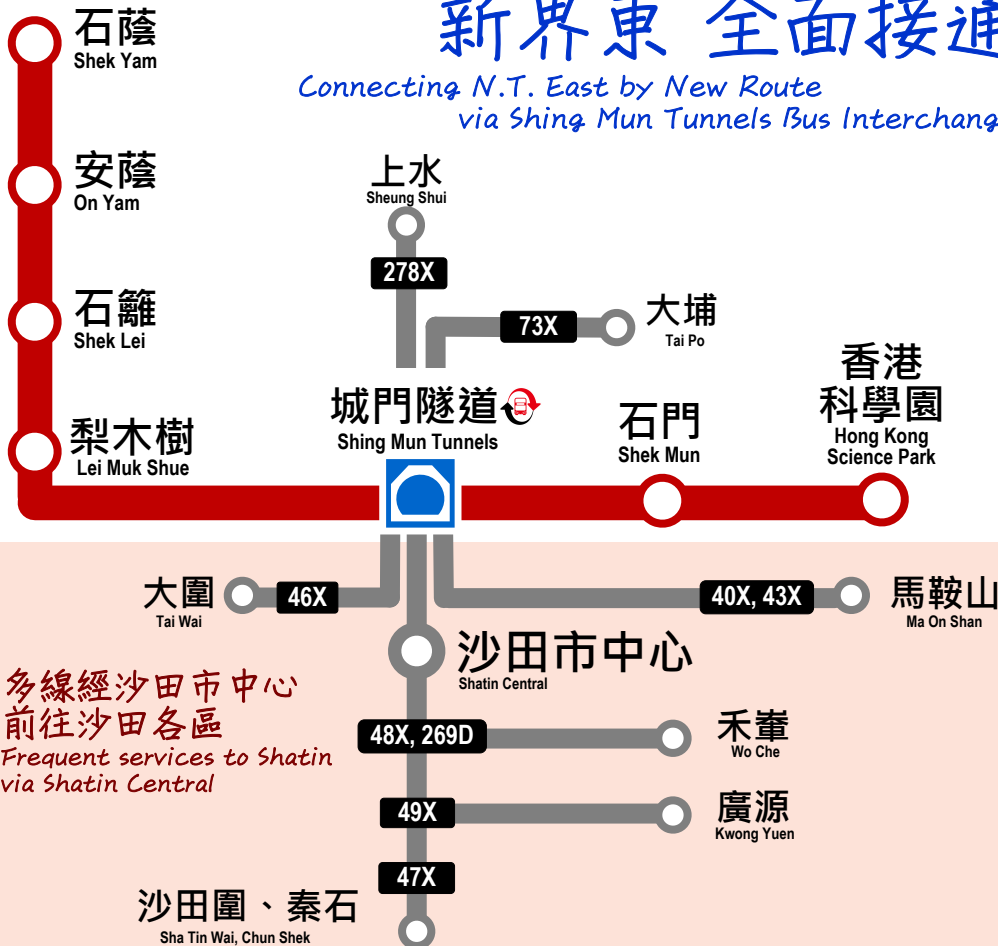 新界東 全面接通
Connecting N.T. East by New Route
via Shing Mun Tunnels Bus Interchang
石蔭
Shek Yam
安蔭
On Yam
石籬
Shek Lei
梨木樹
Lei Muk Shue
上水
Sheung Shui
278X
73X
大埔
Tai Po
城門隧道
Shing Mun Tunnels
石門
Shek Mun
香港
科學園
Hong Kong
Science Park
大圍
Tai Wai
46X
40X, 43X
馬鞍山
Ma On Shan
沙田市中心
Shatin Central
多線經沙田市中心
前往沙田各區
Frequent services to Shatin
via Shatin Central
48X, 269D
禾輋
Wo Che
49X
廣源
Kwong Yuen
47X
沙田圍、秦石
Sha Tin Wai, Chun Shek